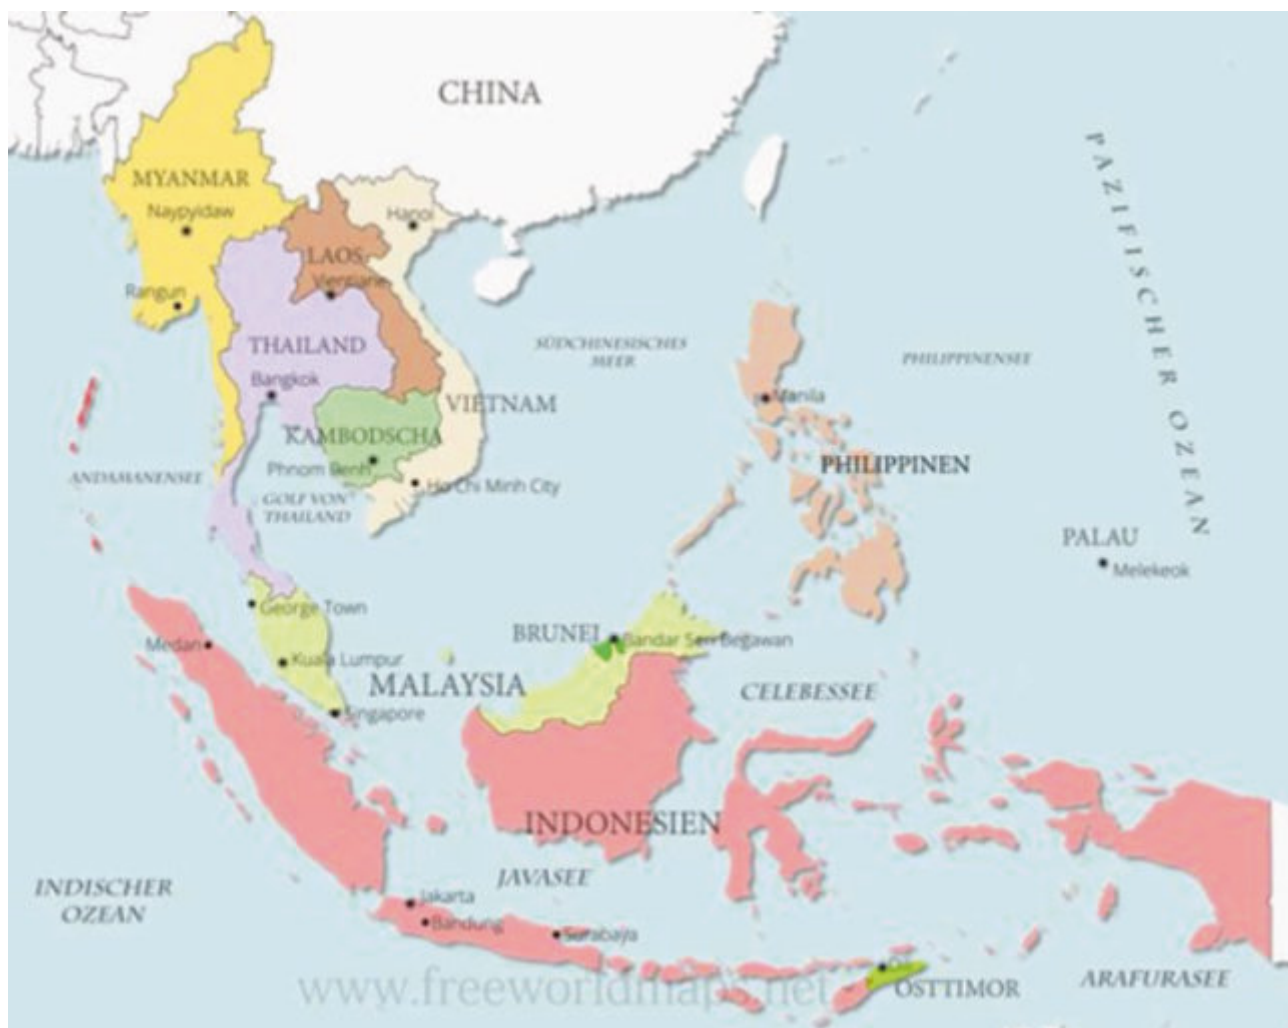 CHINA
MYANMAR
Naypyidaw
Hanoi
LAOS
Vientiane
Rangun
THAILAND
Bangkok
SÜDCHINESISCHES
MEER
PHILIPPINENSEE
PAZIFISCHER OZEAN
Manila
VIETNAM
KAMBODSCHA
Phnom Benh
Ho Chi Minh City
ANDAMANENSEE
GOLF VON
THAILAND
PHILIPPINEN
PALAU
Melekeok
George Town
BRUNEI
Bandar Seri Begawan
Medan
Kuala Lumpur
MALAYSIA
CELEBESSEE
Singapore
INDONESIEN
JAVASEE
INDISCHER
OZEAN
Jakarta
Bandung
Surabaya
OSTTIMOR
ARAFURASEE
www.freeworldmaps.net